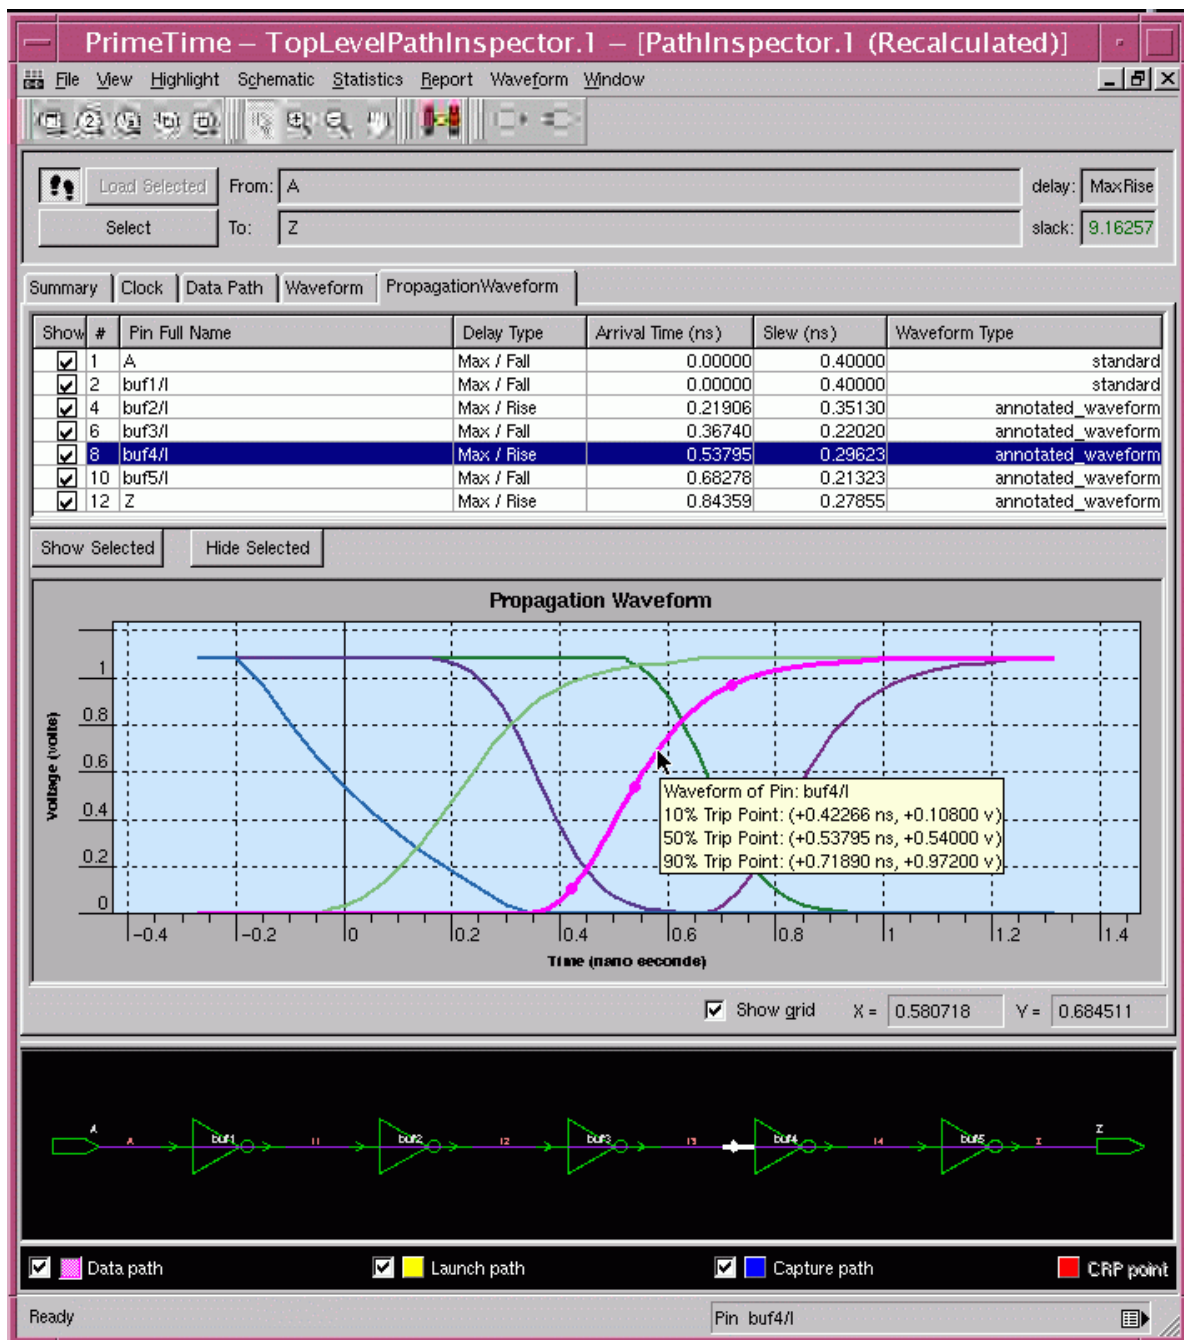 PrimeTime – TopLevelPathInspector.1 – [PathInspector.1 (Recalculated)]
File View Highlight Schematic Statistics Report Waveform Window
Load Selected From: A delay: MaxRise
Select To: Z slack: 9.16257
Summary Clock Data Path Waveform PropagationWaveform
Show # Pin Full Name Delay Type Arrival Time (ns) Slew (ns) Waveform Type
1 A Max / Fall 0.00000 0.40000 standard
2 buf1/I Max / Fall 0.00000 0.40000 standard
4 buf2/I Max / Rise 0.21906 0.35130 annotated_waveform
6 buf3/I Max / Fall 0.36740 0.22020 annotated_waveform
8 buf4/I Max / Rise 0.53795 0.29623 annotated_waveform
10 buf5/I Max / Fall 0.68278 0.21323 annotated_waveform
12 Z Max / Rise 0.84359 0.27855 annotated_waveform
Show Selected Hide Selected
Propagation Waveform
Voltage (volts)
1
0.8
0.6
0.4
0.2
0
Waveform of Pin: buf4/I
10% Trip Point: (+0.42266 ns, +0.10800 v)
50% Trip Point: (+0.53795 ns, +0.54000 v)
90% Trip Point: (+0.71890 ns, +0.97200 v)
-0.4 -0.2 0 0.2 0.4 0.6 0.8 1 1.2 1.4
Time (nano seconds)
Show grid X = 0.580718 Y = 0.684511
A A buf1 I1 buf2 I2 buf3 I3 buf4 I4 buf5 Z Z
Data path Launch path Capture path CRP point
Ready Pin buf4/I